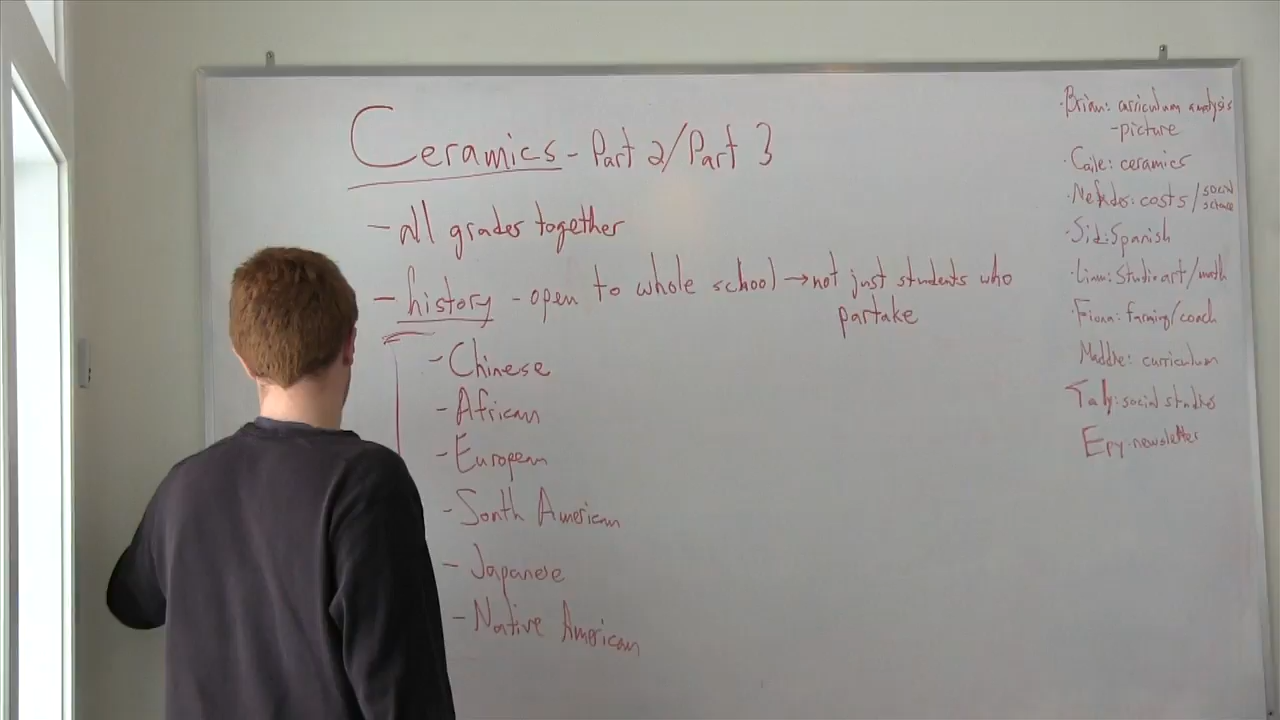 Ceramics - Part 2/Part 3
- all grades together
- history - open to whole school → not just students who
partake
- Chinese
- African
- European
- South American
- Japanese
- Native American
· Brian: curriculum analysis
- picture
· Caile: ceramics
costs / social science
· Sid: Spanish
· Liam: Studio art / math
· Fiona: farming / coach
Maddie: curriculum
Taly: social studies
Ery: newsletter